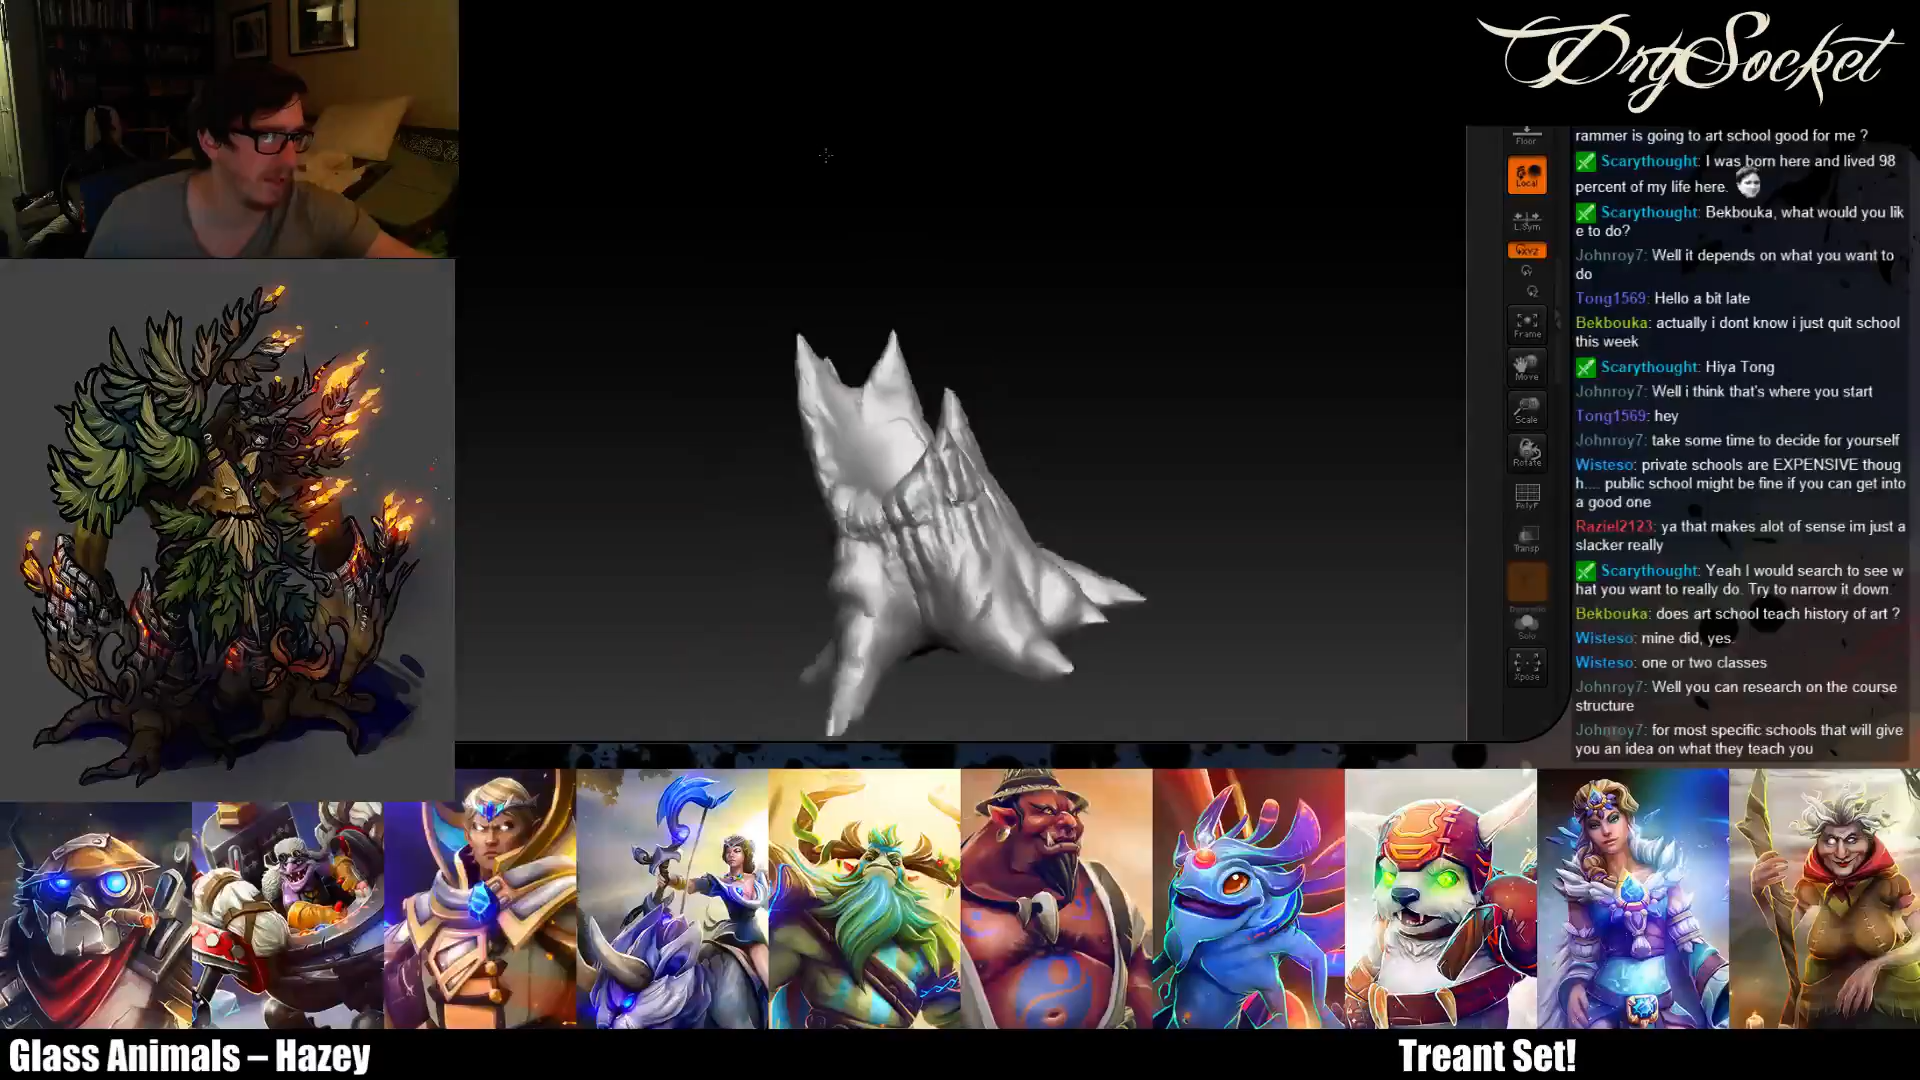 DrySocket
Floor
Local
L.Sym
XYZ
Frame
Move
Scale
Rotate
PolyF
Transp
Solo
Xpose
rammer is going to art school good for me ?
Scarythought: I was born here and lived 98
percent of my life here.
Scarythought: Bekbouka, what would you lik
e to do?
Johnroy7: Well it depends on what you want to
do
Tong1569: Hello a bit late
Bekbouka: actually i dont know i just quit school
this week
Scarythought: Hiya Tong
Johnroy7: Well i think that's where you start
Tong1569: hey
Johnroy7: take some time to decide for yourself
Wisteso: private schools are EXPENSIVE thoug
h.... public school might be fine if you can get into
a good one
Raziel2123: ya that makes alot of sense im just a
slacker really
Scarythought: Yeah I would search to see w
hat you want to really do. Try to narrow it down.
Bekbouka: does art school teach history of art ?
Wisteso: mine did, yes.
Wisteso: one or two classes
Johnroy7: Well you can research on the course
structure
Johnroy7: for most specific schools that will give
you an idea on what they teach you
Glass Animals – Hazey
Treant Set!